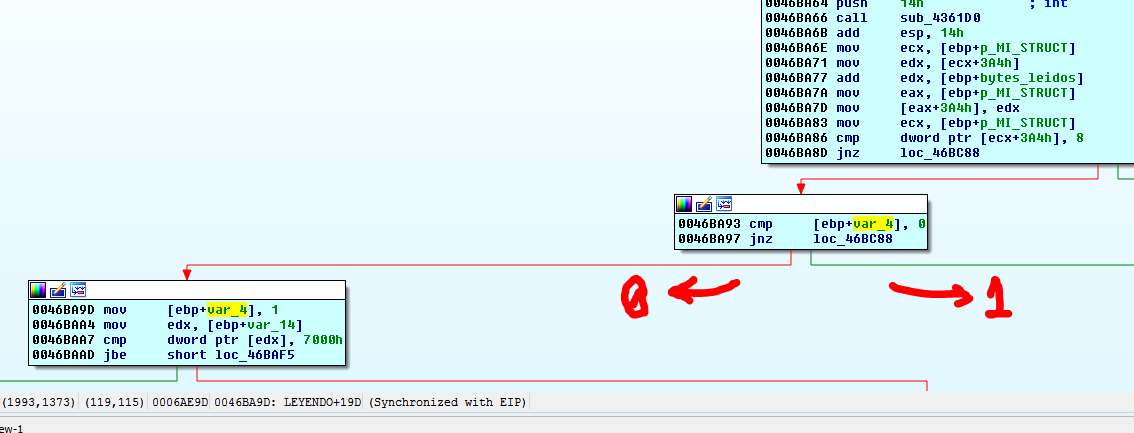 0046BA64 push 14h ; int
0046BA66 call sub_4361D0
0046BA6B add esp, 14h
0046BA6E mov ecx, [ebp+p_MI_STRUCT]
0046BA71 mov edx, [ecx+3A4h]
0046BA77 add edx, [ebp+bytes_leidos]
0046BA7A mov eax, [ebp+p_MI_STRUCT]
0046BA7D mov [eax+3A4h], edx
0046BA83 mov ecx, [ebp+p_MI_STRUCT]
0046BA86 cmp dword ptr [ecx+3A4h], 8
0046BA8D jnz loc_46BC88
0046BA93 cmp [ebp+var_4], 0
0046BA97 jnz loc_46BC88
0 1
0046BA9D mov [ebp+var_4], 1
0046BAA4 mov edx, [ebp+var_14]
0046BAA7 cmp dword ptr [edx], 7000h
0046BAAD jbe short loc_46BAF5
(1993,1373) (119,115) 0006AE9D 0046BA9D: LEYENDO+19D (Synchronized with EIP)
ew-1